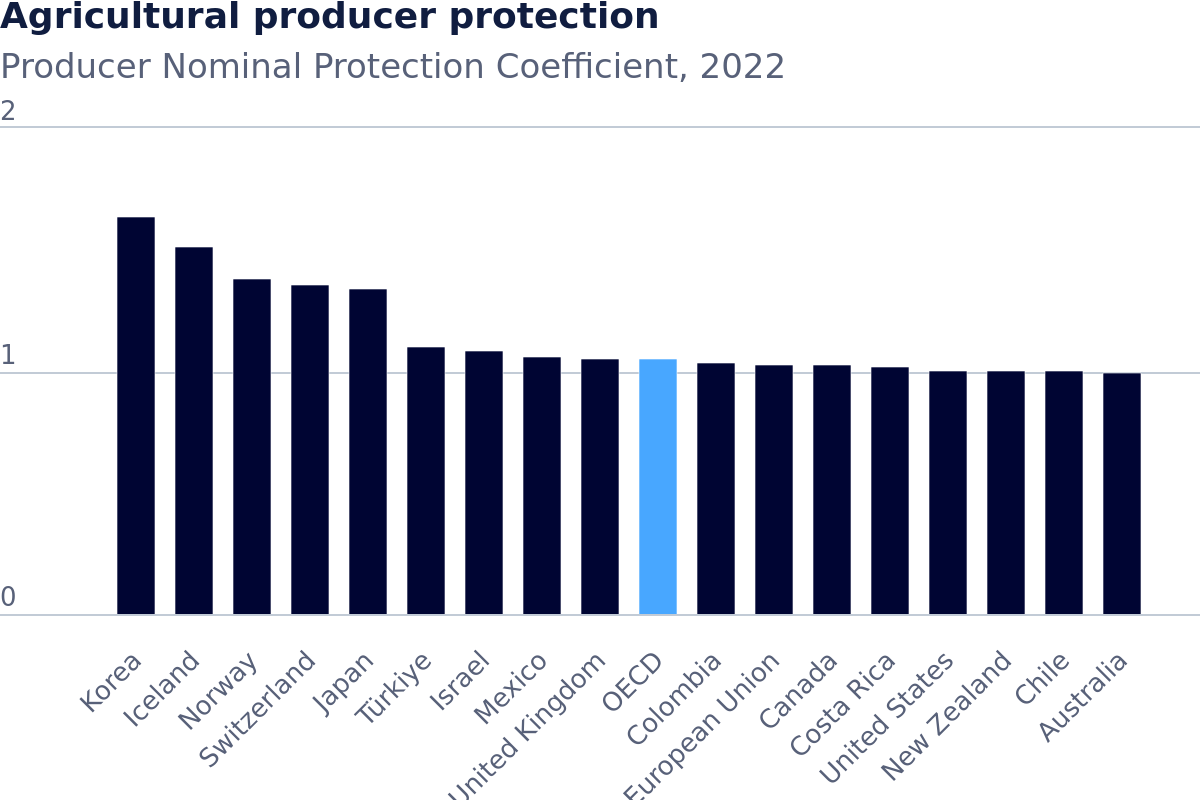 Agricultural producer protection
Producer Nominal Protection Coefficient, 2022
2
1
0
Korea
Iceland
Norway
Switzerland
Japan
Türkiye
Israel
Mexico
United Kingdom
OECD
Colombia
European Union
Canada
Costa Rica
United States
New Zealand
Chile
Australia